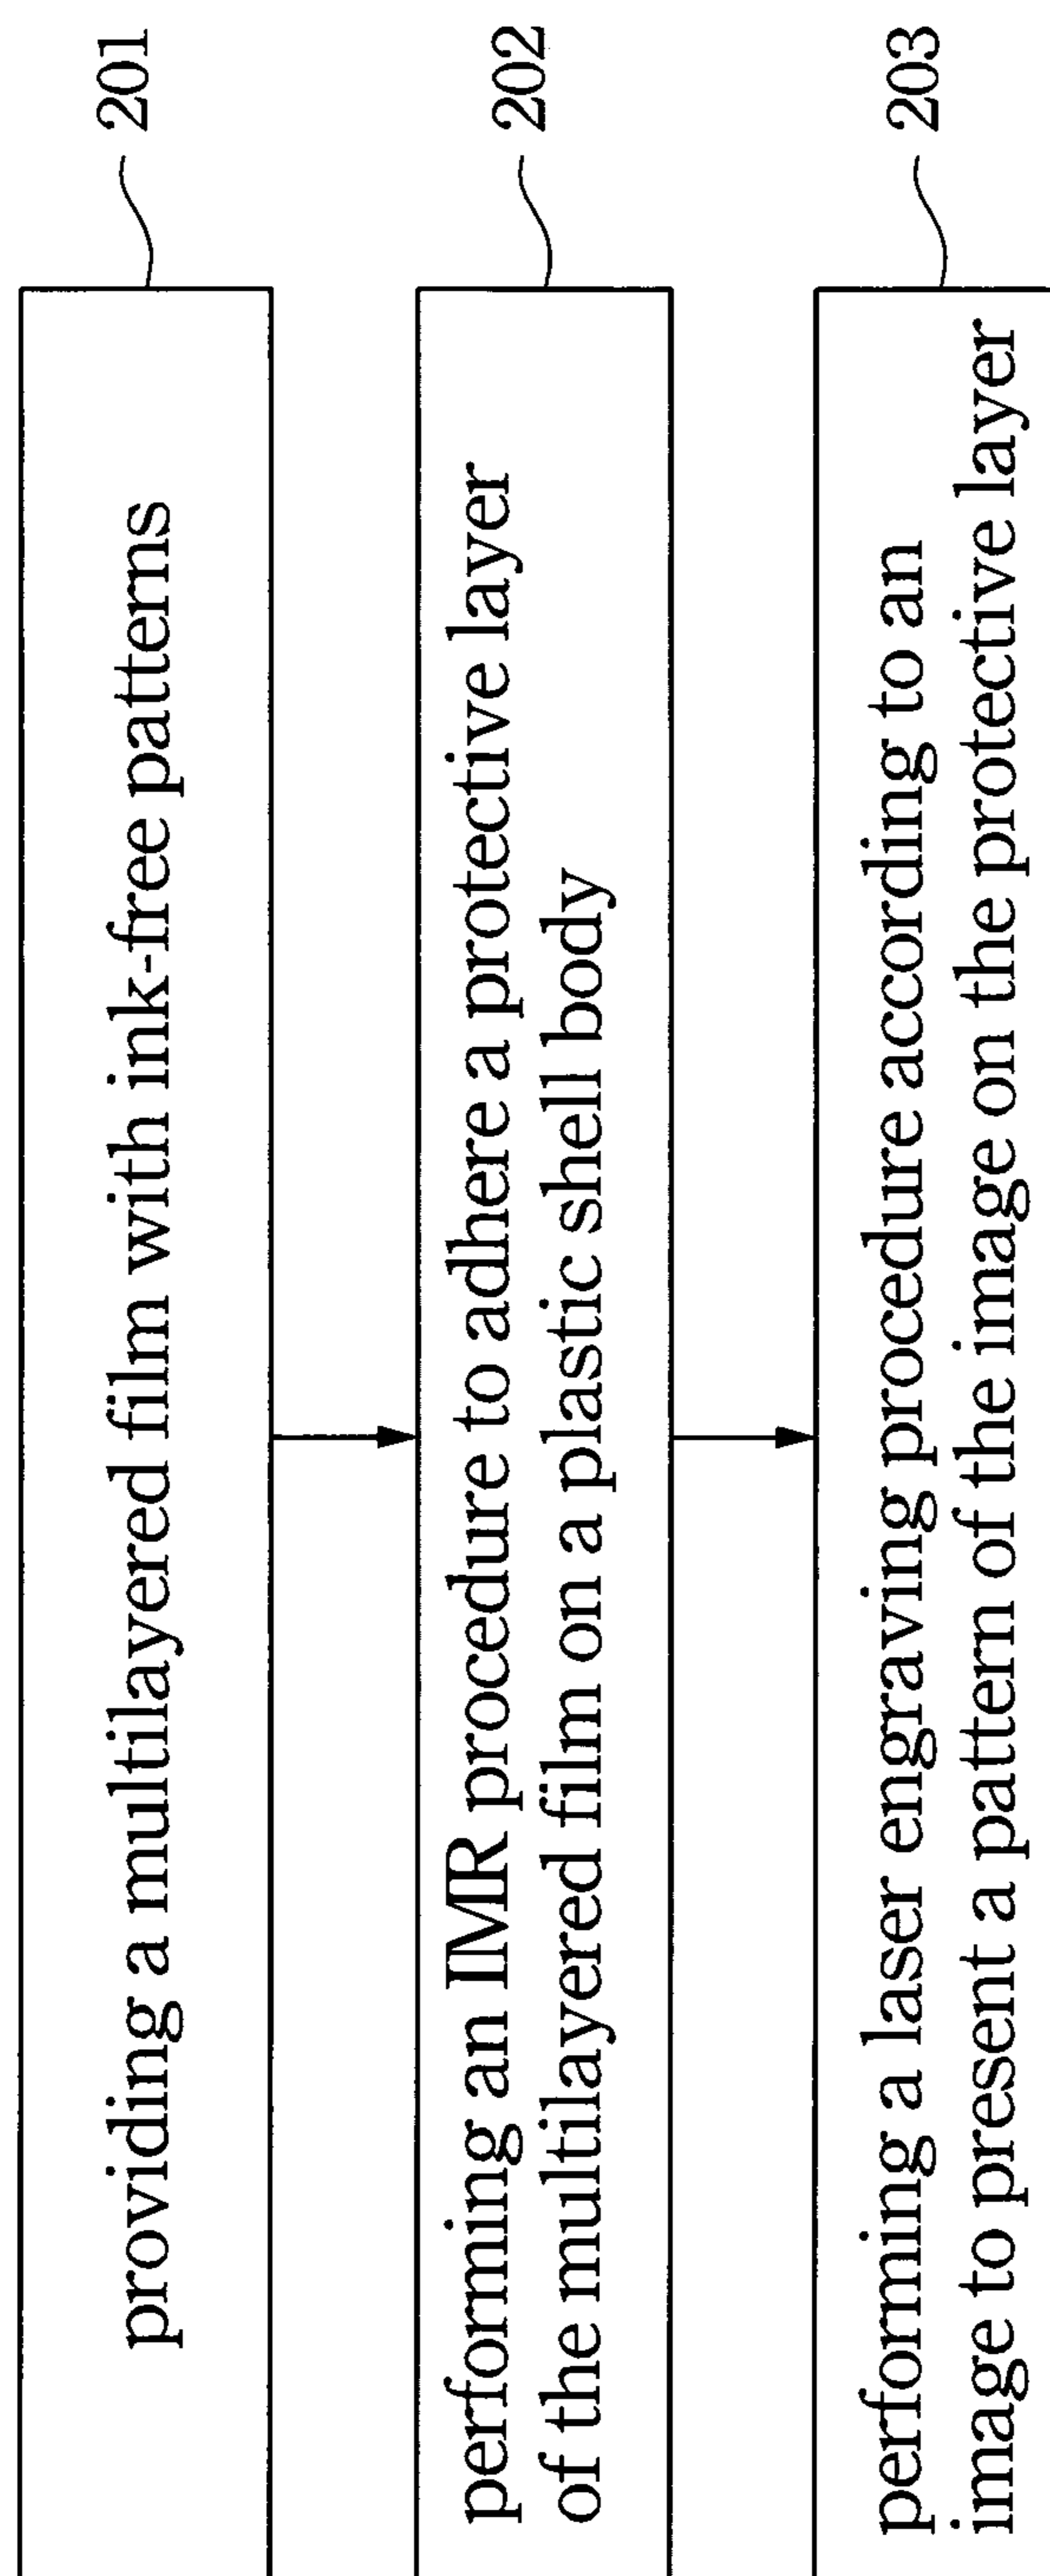 providing a multilayered film with ink-free patterns
201
performing an IMR procedure to adhere a protective layer
of the multilayered film on a plastic shell body
202
performing a laser engraving procedure according to an
image to present a pattern of the image on the protective layer
203